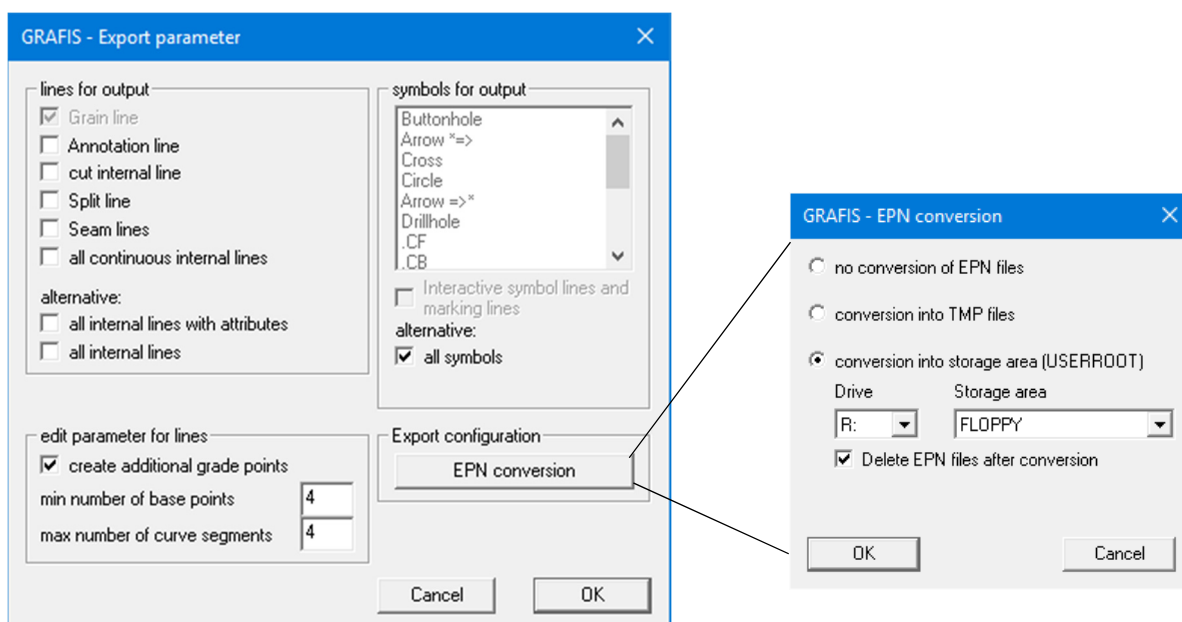 GRAFIS - Export parameter
lines for output
Grain line
Annotation line
cut internal line
Split line
Seam lines
all continuous internal lines
alternative:
all internal lines with attributes
all internal lines
symbols for output
Buttonhole
Arrow *=>
Cross
Circle
Arrow =>*
Drillhole
.CF
.CB
Interactive symbol lines and
marking lines
alternative:
all symbols
edit parameter for lines
create additional grade points
min number of base points 4
max number of curve segments 4
Export configuration
EPN conversion
Cancel OK
GRAFIS - EPN conversion
no conversion of EPN files
conversion into TMP files
conversion into storage area (USERROOT)
Drive Storage area
R: FLOPPY
Delete EPN files after conversion
OK Cancel